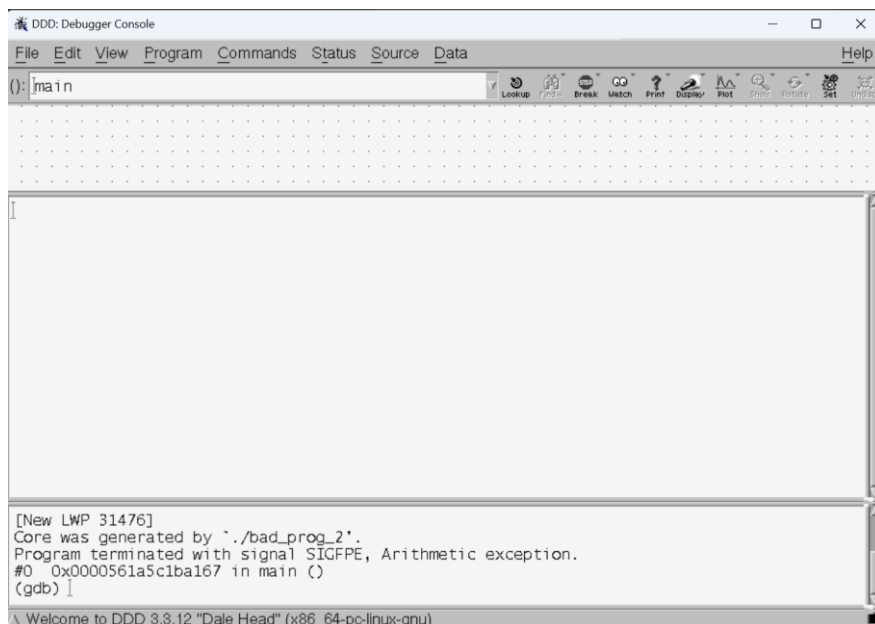 DDD: Debugger Console
File Edit View Program Commands Status Source Data Help
(): main
Lookup Find» Break Watch Print Display Plot Show Rotate Set Undisp
[New LWP 31476]
Core was generated by `./bad_prog_2'.
Program terminated with signal SIGFPE, Arithmetic exception.
#0  0x0000561a5c1ba167 in main ()
(gdb)
Welcome to DDD 3.3.12 "Dale Head" (x86_64-pc-linux-gnu)